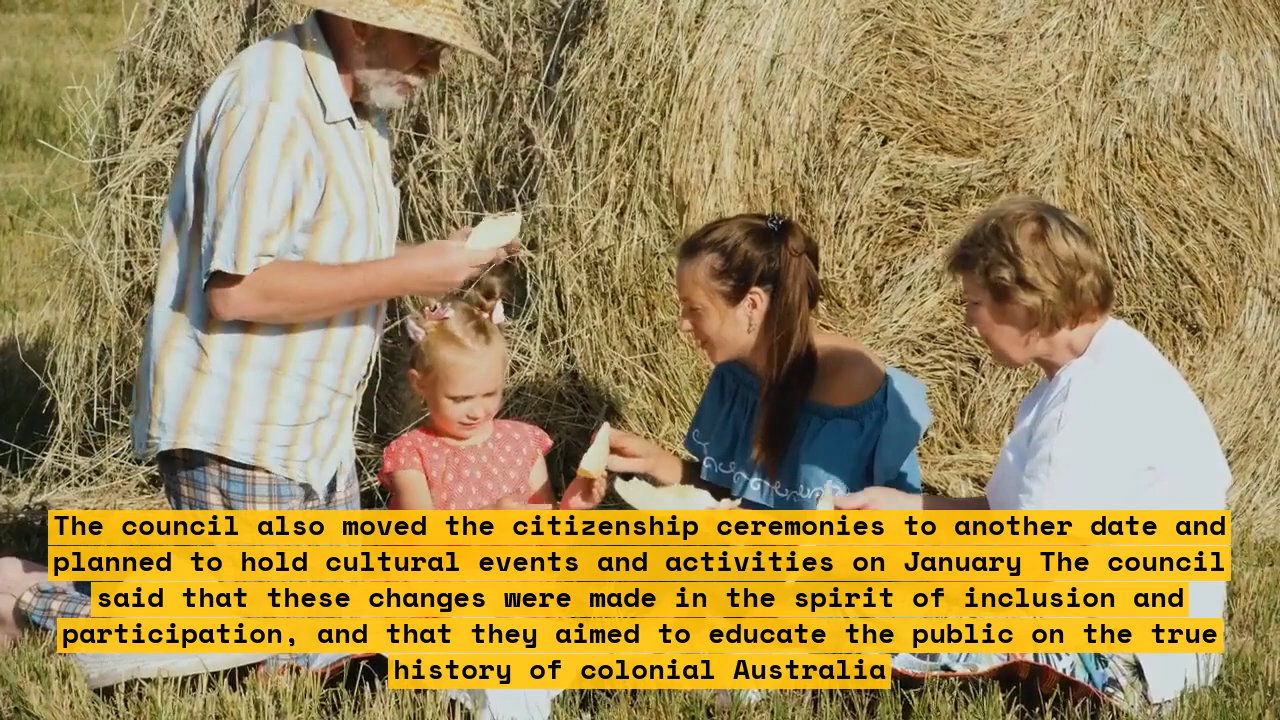 The council also moved the citizenship ceremonies to another date and
planned to hold cultural events and activities on January The council
said that these changes were made in the spirit of inclusion and
participation, and that they aimed to educate the public on the true
history of colonial Australia